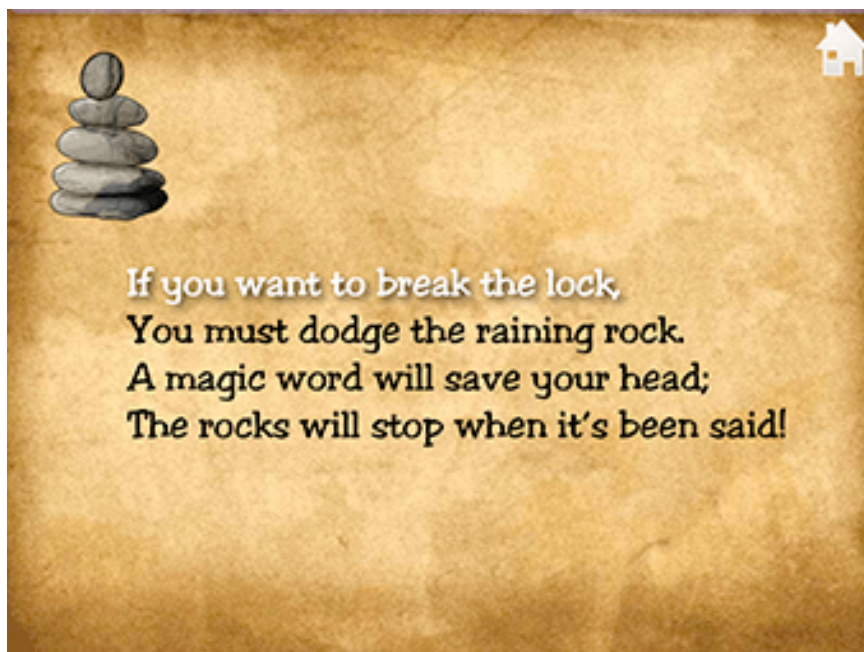 If you want to break the lock,
You must dodge the raining rock.
A magic word will save your head;
The rocks will stop when it's been said!